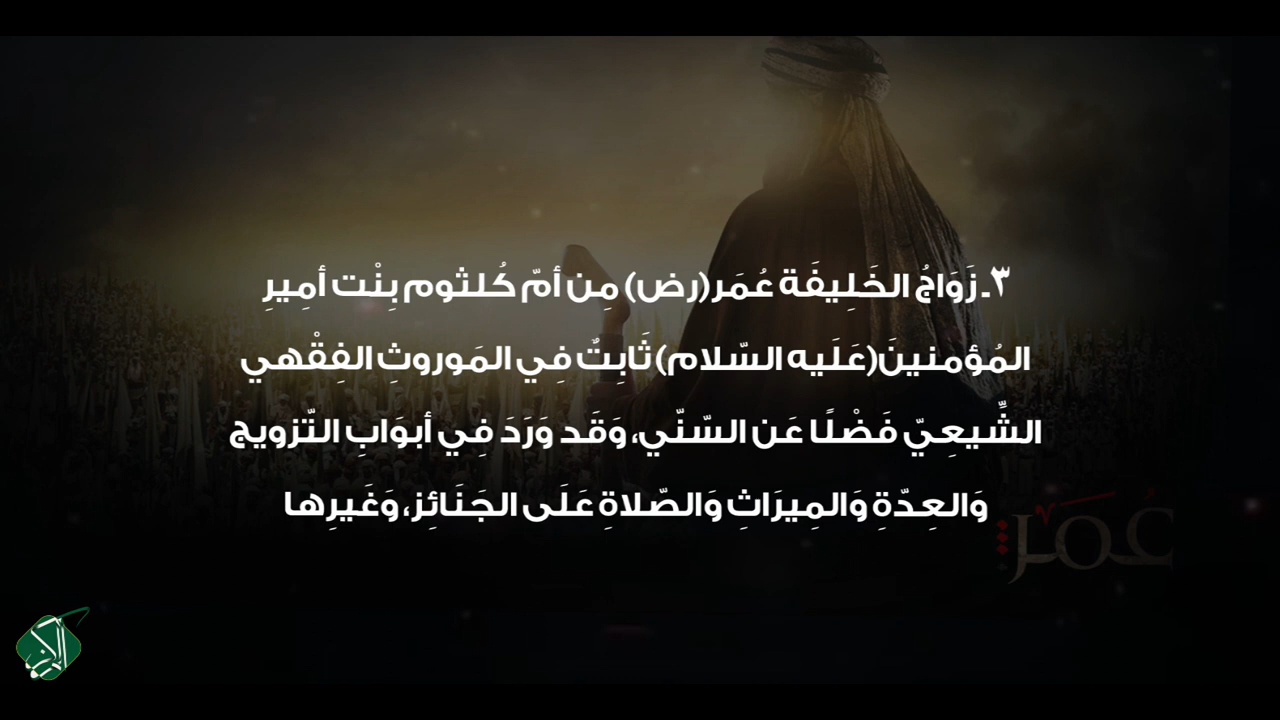 ٣ـ زَوَاجُ الخَلِيفَة عُمَر(رض) مِن أمّ كُلثوم بِنْت أمِيرِ
المُؤمنينَ(عَلَيه السّلام) ثَابِتٌ فِي المَوروثِ الفِقْهي
الشِّيعِيّ فَضْلًا عَن السّنّي، وَقَد وَرَدَ فِي أبوَابِ التّزويج
وَالعِدّةِ وَالمِيرَاثِ وَالصّلاةِ عَلَى الجَنَائِز، وَغَيرِها
عُمَر